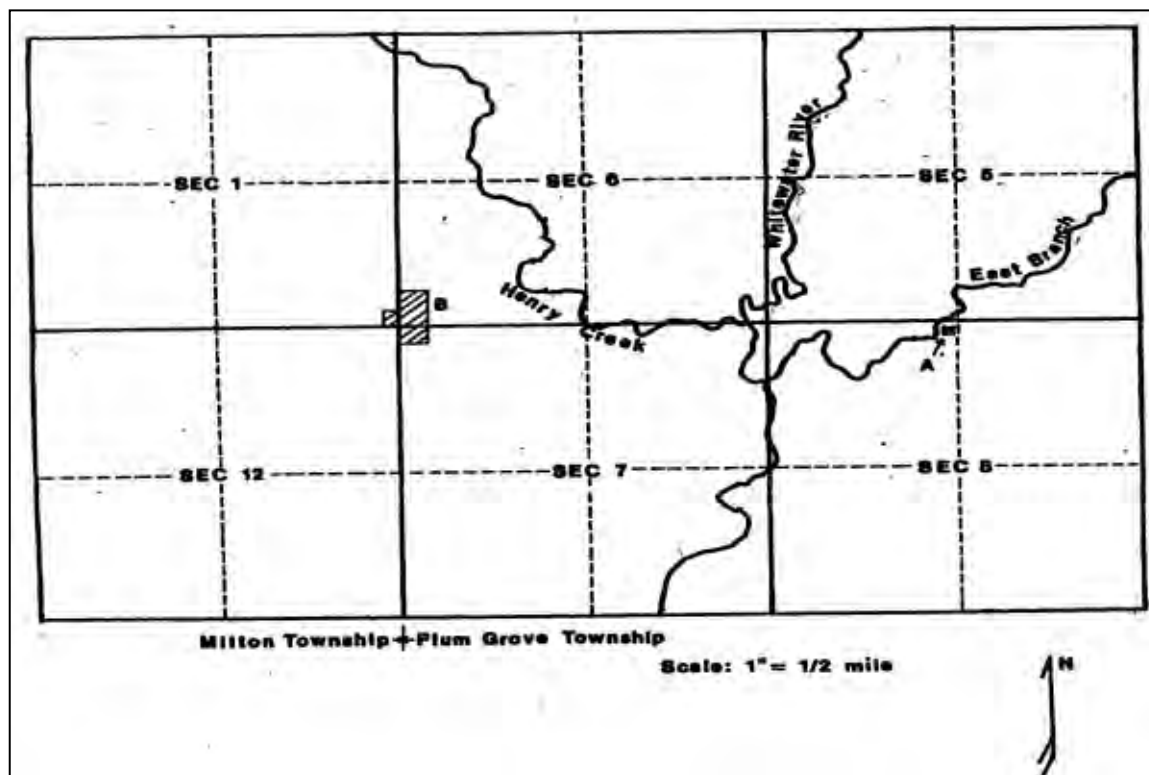 SEC 1
SEC 6
SEC 5
Whitewater River
East Branch
Henry
Creek
B
A
SEC 12
SEC 7
SEC 8
Milton Township Plum Grove Township
Scale: 1" = 1/2 mile
N